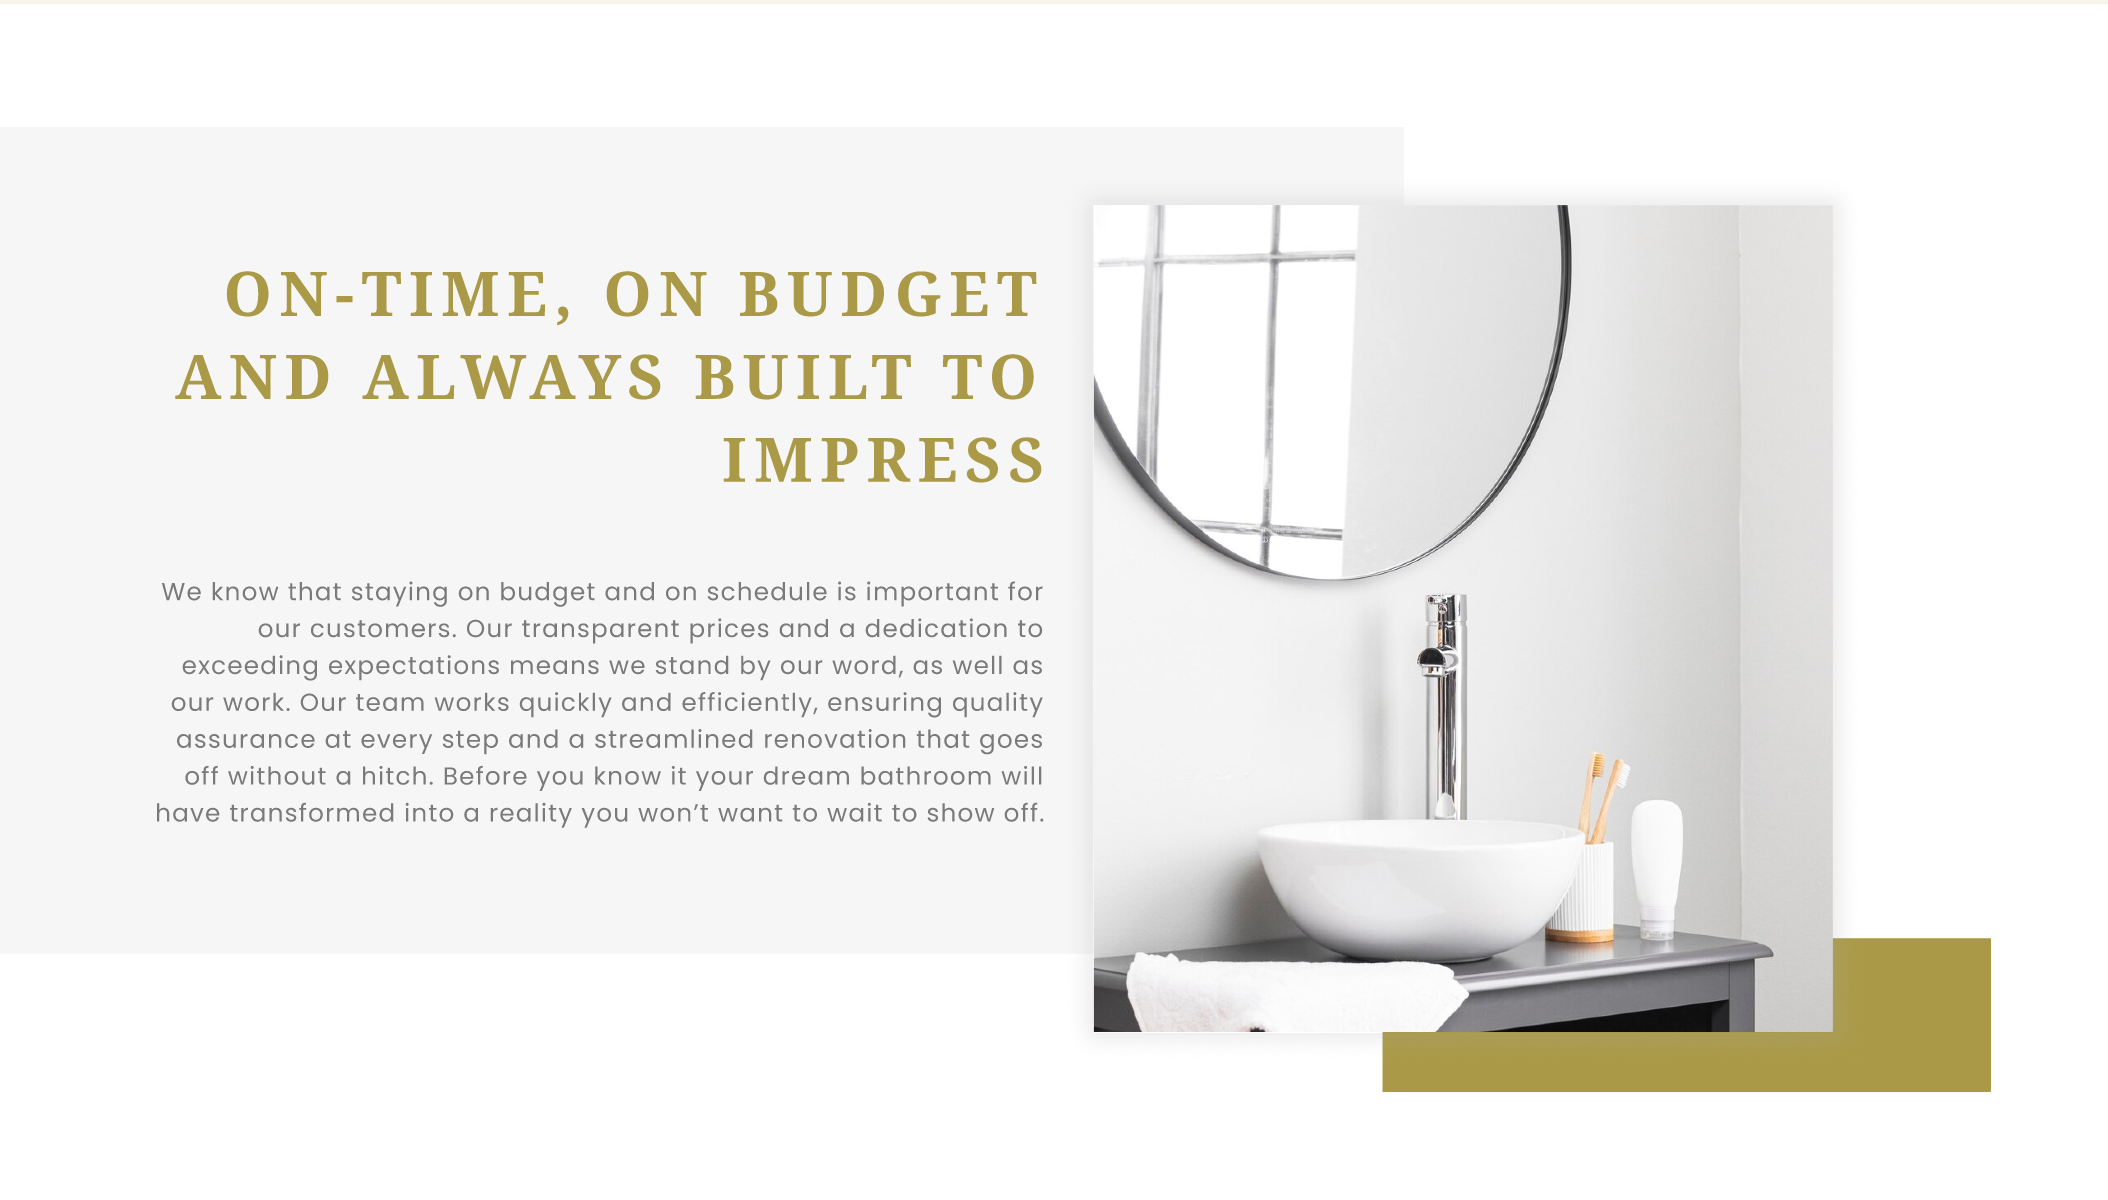 ON-TIME, ON BUDGET
AND ALWAYS BUILT TO
IMPRESS
We know that staying on budget and on schedule is important for
our customers. Our transparent prices and a dedication to
exceeding expectations means we stand by our word, as well as
our work. Our team works quickly and efficiently, ensuring quality
assurance at every step and a streamlined renovation that goes
off without a hitch. Before you know it your dream bathroom will
have transformed into a reality you won’t want to wait to show off.